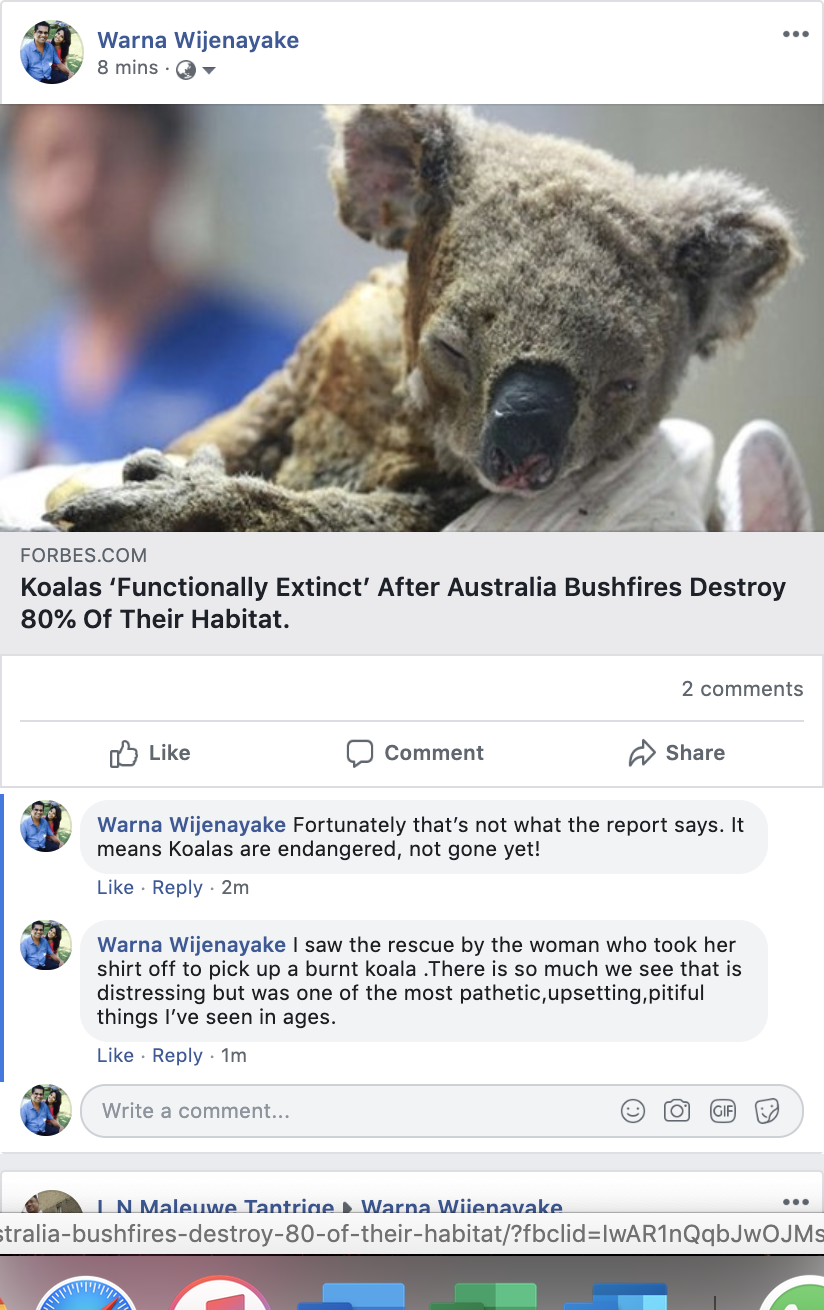 Warna Wijenayake
8 mins ·
FORBES.COM
Koalas ‘Functionally Extinct’ After Australia Bushfires Destroy
80% Of Their Habitat.
2 comments
Like Comment Share
Warna Wijenayake Fortunately that’s not what the report says. It
means Koalas are endangered, not gone yet!
Like · Reply · 2m
Warna Wijenayake I saw the rescue by the woman who took her
shirt off to pick up a burnt koala .There is so much we see that is
distressing but was one of the most pathetic,upsetting,pitiful
things I’ve seen in ages.
Like · Reply · 1m
Write a comment... GIF
L N Maleuwe Tantrige Warna Wijenayake
stralia-bushfires-destroy-80-of-their-habitat/?fbclid=IwAR1nQqbJwOJMs